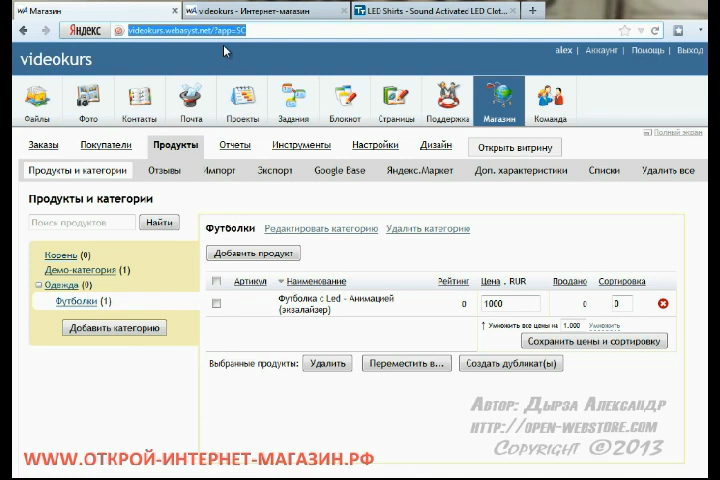 wA Магазин
wA videokurs - Интернет-магазин
LED Shirts - Sound Activated LED Clot...
Яндекс
videokurs.webasyst.net/?app=SC
videokurs
alex | Аккаунт | Помощь | Выход
Файлы Фото Контакты Почта Проекты Задания Блокнот Страницы Поддержка Магазин Команда
Полный экран
Заказы Покупатели Продукты Отчеты Инструменты Настройки Дизайн Открыть витрину
Продукты и категории Отзывы Импорт Экспорт Google Base Яндекс.Маркет Доп. характеристики Списки Удалить все
Продукты и категории
Поиск продуктов Найти
Футболки Редактировать категорию Удалить категорию
Корень (0)
Демо-категория (1)
Одежда (0)
Футболки (1)
Добавить категорию
Добавить продукт
Артикул Наименование Рейтинг Цена , RUR Продано Сортировка
Футболка с Led - Анимацией (экзалайзер) 0 1000 0 0
↑ Умножить все цены на 1.000 Умножить
Сохранить цены и сортировку
Выбранные продукты: Удалить Переместить в... Создать дубликат(ы)
Автор: Дырза Александр
http://open-webstore.com
Copyright ©2013
WWW.ОТКРОЙ-ИНТЕРНЕТ-МАГАЗИН.РФ